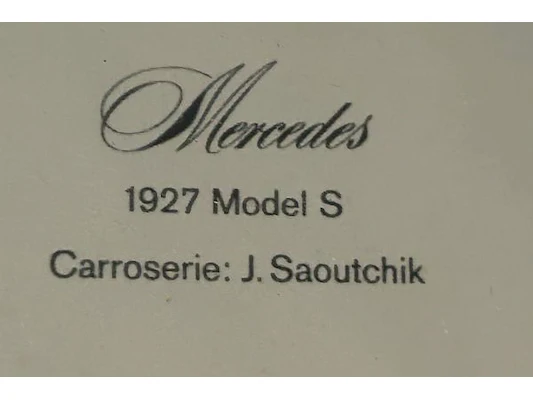 Mercedes
1927 Model S
Carroserie: J. Saoutchik